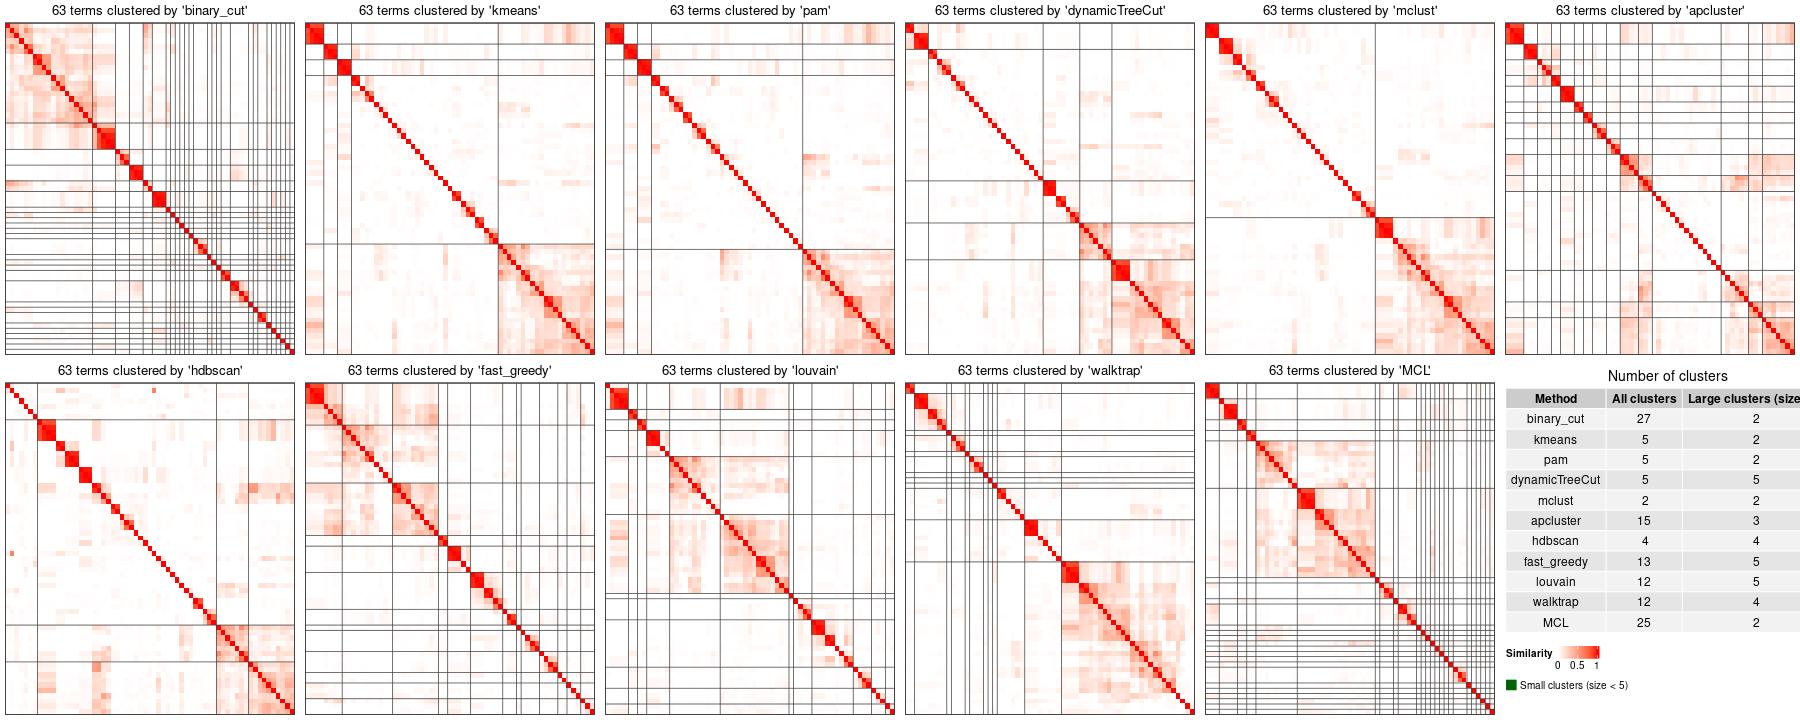 63 terms clustered by 'binary_cut'
63 terms clustered by 'kmeans'
63 terms clustered by 'pam'
63 terms clustered by 'dynamicTreeCut'
63 terms clustered by 'mclust'
63 terms clustered by 'apcluster'
63 terms clustered by 'hdbscan'
63 terms clustered by 'fast_greedy'
63 terms clustered by 'louvain'
63 terms clustered by 'walktrap'
63 terms clustered by 'MCL'
Number of clusters
Method All clusters Large clusters (size
binary_cut 27 2
kmeans 5 2
pam 5 2
dynamicTreeCut 5 5
mclust 2 2
apcluster 15 3
hdbscan 4 4
fast_greedy 13 5
louvain 12 5
walktrap 12 4
MCL 25 2
Similarity
0 0.5 1
Small clusters (size < 5)